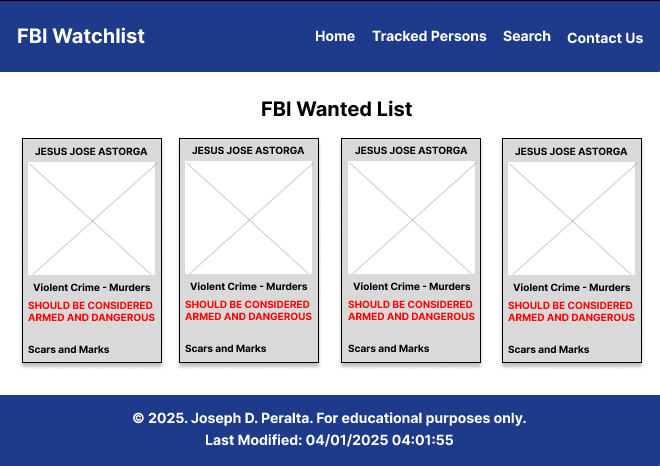 FBI Watchlist
Home
Tracked Persons
Search
Contact Us
FBI Wanted List
JESUS JOSE ASTORGA
Violent Crime - Murders
SHOULD BE CONSIDERED
ARMED AND DANGEROUS
Scars and Marks
JESUS JOSE ASTORGA
Violent Crime - Murders
SHOULD BE CONSIDERED
ARMED AND DANGEROUS
Scars and Marks
JESUS JOSE ASTORGA
Violent Crime - Murders
SHOULD BE CONSIDERED
ARMED AND DANGEROUS
Scars and Marks
JESUS JOSE ASTORGA
Violent Crime - Murders
SHOULD BE CONSIDERED
ARMED AND DANGEROUS
Scars and Marks
© 2025. Joseph D. Peralta. For educational purposes only.
Last Modified: 04/01/2025 04:01:55